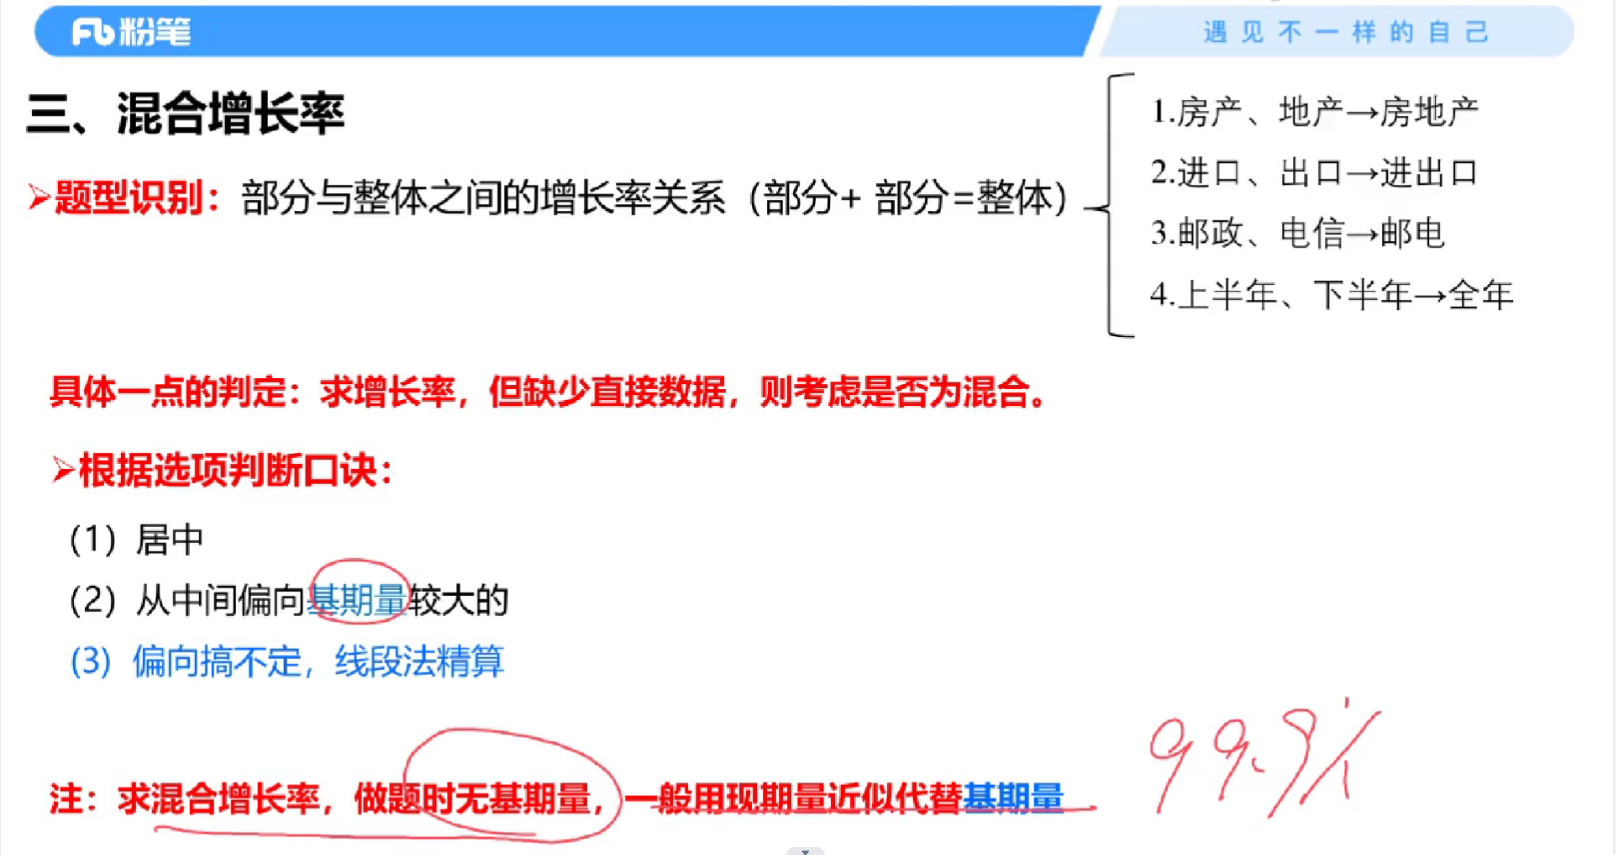 粉笔
遇见不一样的自己
三、混合增长率
➢题型识别：部分与整体之间的增长率关系（部分+ 部分=整体）
1.房产、地产→房地产
2.进口、出口→进出口
3.邮政、电信→邮电
4.上半年、下半年→全年
具体一点的判定：求增长率，但缺少直接数据，则考虑是否为混合。
➢根据选项判断口诀：
（1）居中
（2）从中间偏向基期量较大的
（3）偏向搞不定，线段法精算
注：求混合增长率，做题时无基期量，一般用现期量近似代替基期量
99.9%